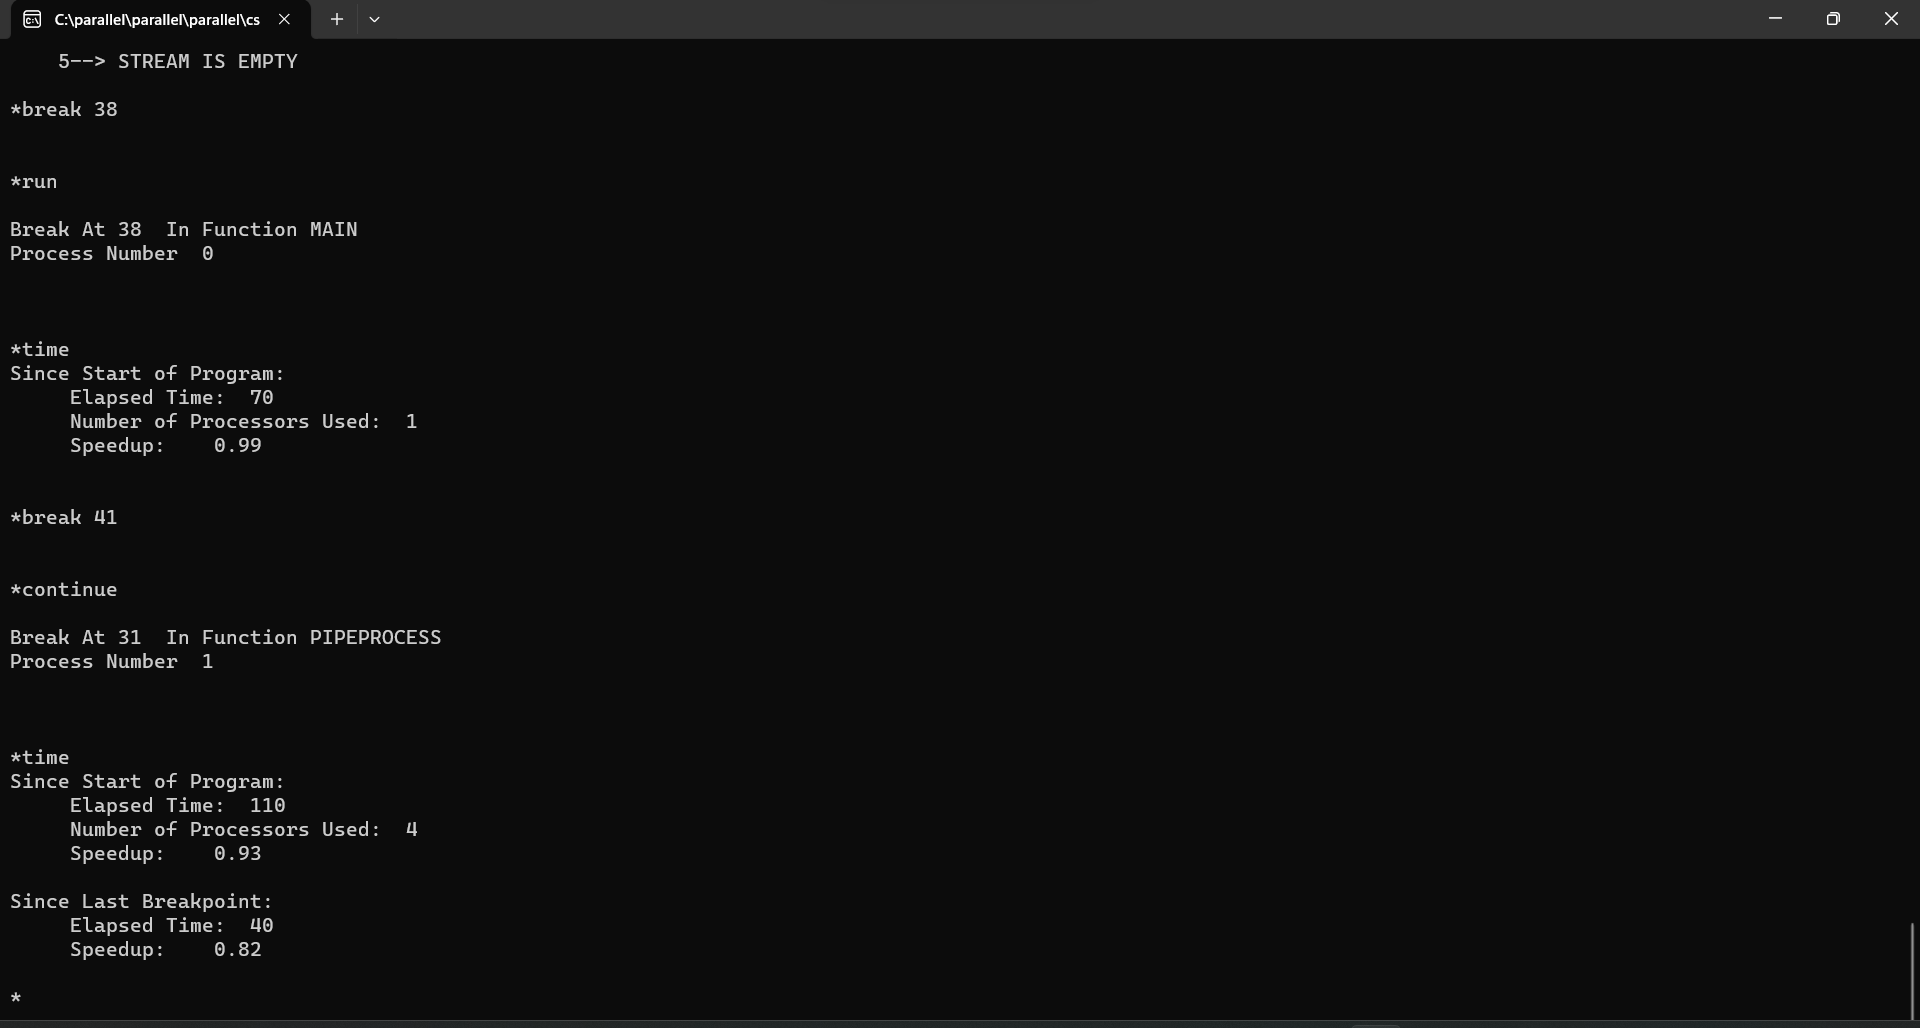 C:\parallel\parallel\parallel\cs
5--> STREAM IS EMPTY
*break 38
*run
Break At 38  In Function MAIN
Process Number  0
*time
Since Start of Program:
Elapsed Time:  70
Number of Processors Used:  1
Speedup:    0.99
*break 41
*continue
Break At 31  In Function PIPEPROCESS
Process Number  1
*time
Since Start of Program:
Elapsed Time:  110
Number of Processors Used:  4
Speedup:    0.93
Since Last Breakpoint:
Elapsed Time:  40
Speedup:    0.82
*